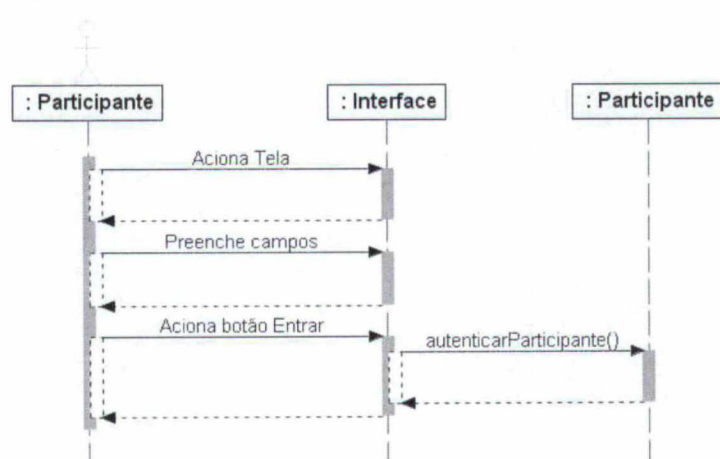 : Participante
: Interface
: Participante
Aciona Tela
Preenche campos
Aciona botão Entrar
autenticarParticipante()